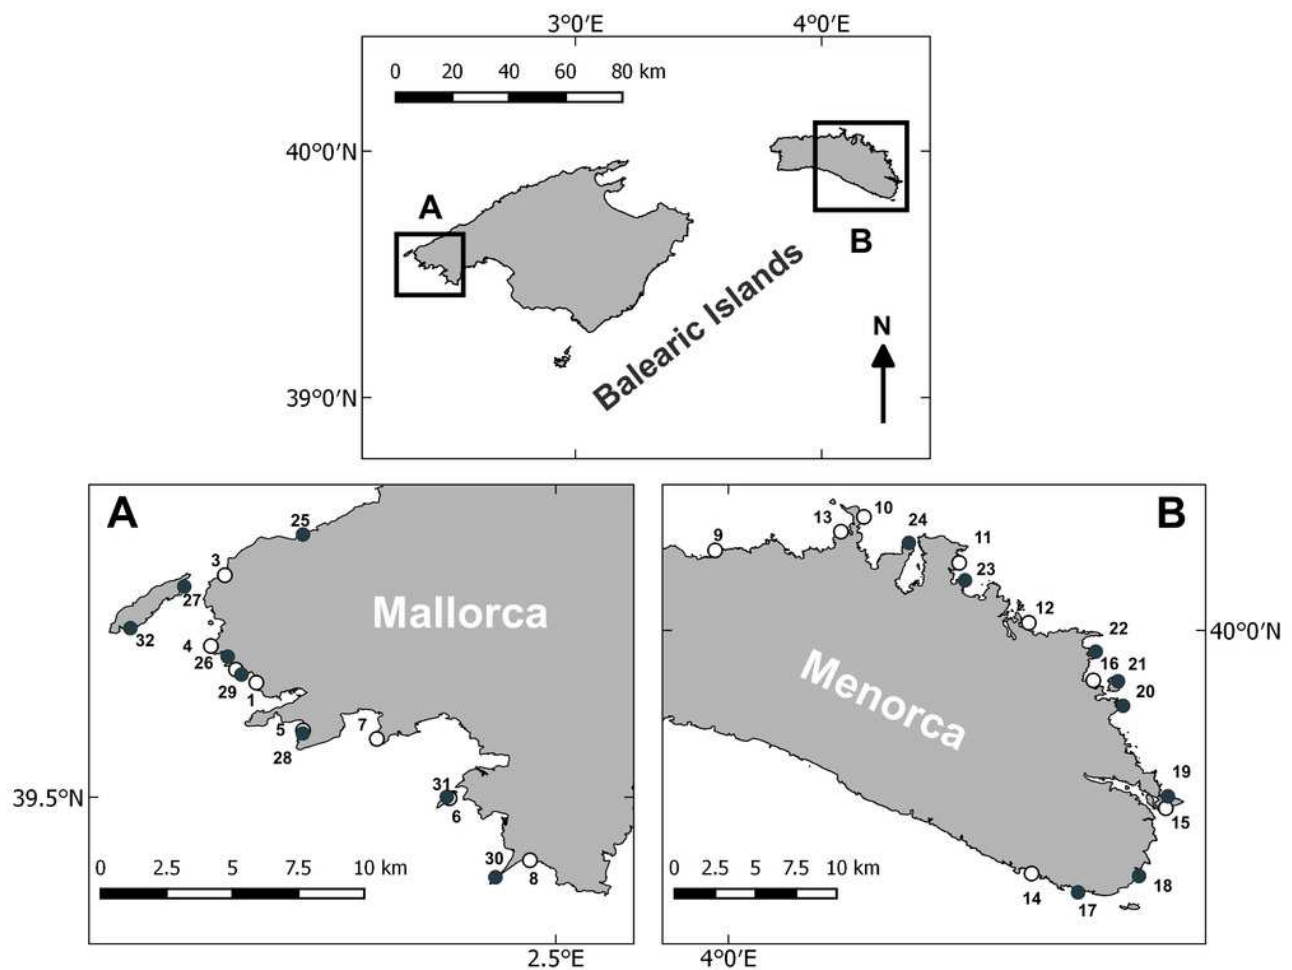 3°0′E 4°0′E
0 20 40 60 80 km
40°0′N
A
B
Balearic Islands
N
39°0′N
A
25
3
27
Mallorca
32
4
26
29
1
5
7
28
39.5°N
31
6
0 2.5 5 7.5 10 km
30
8
2.5°E
B
10
13
24
9
11
23
12
22
40°0′N
16 21
20
Menorca
19
15
0 2.5 5 7.5 10 km
14
18
17
4°0′E